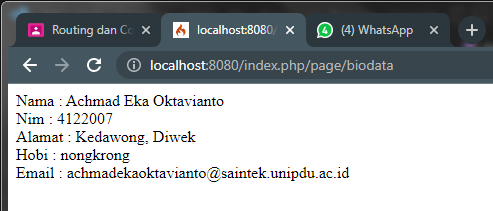 Routing dan Co
localhost:8080/
(4) WhatsApp
localhost:8080/index.php/page/biodata
Nama : Achmad Eka Oktavianto
Nim : 4122007
Alamat : Kedawong, Diwek
Hobi : nongkrong
Email : achmadekaoktavianto@saintek.unipdu.ac.id